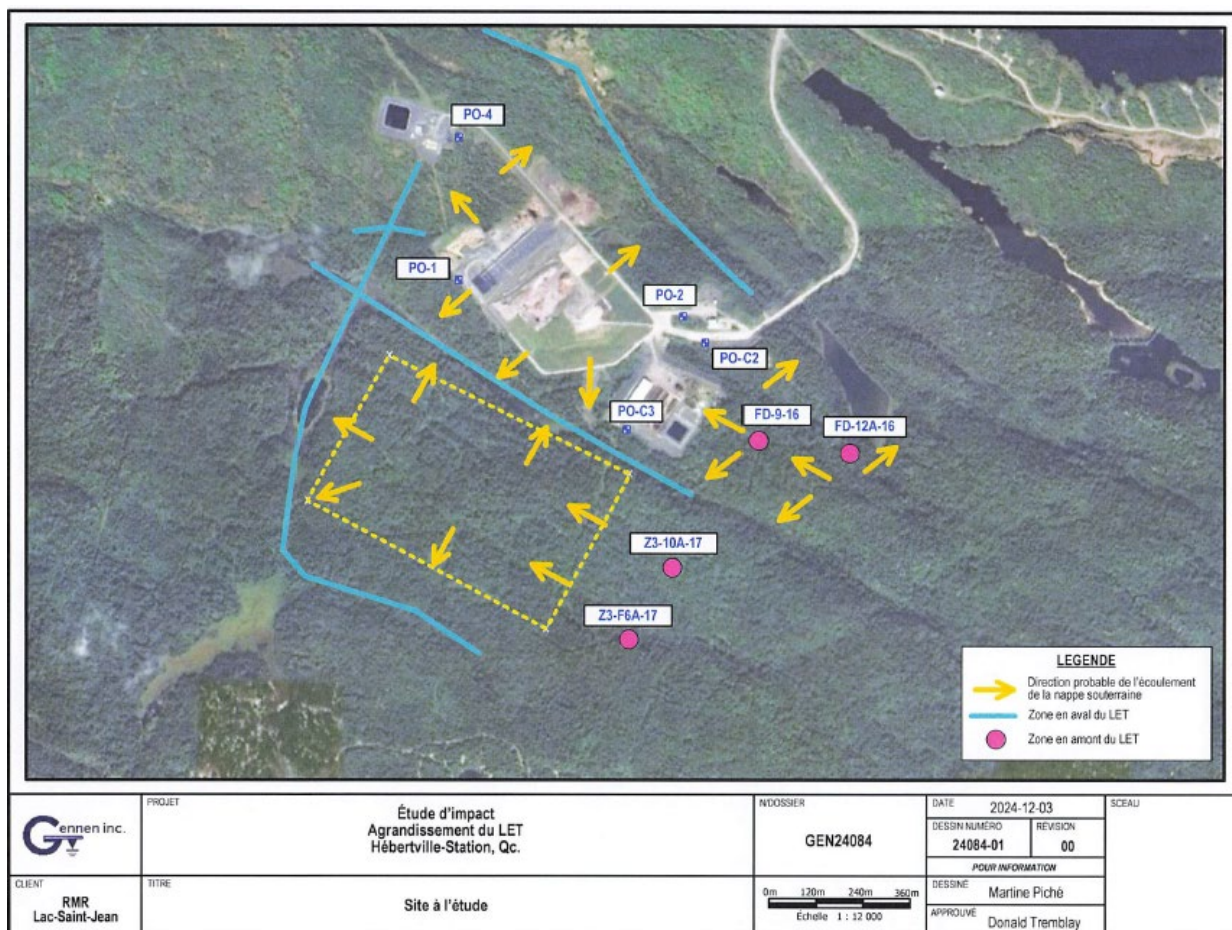 PO-4
PO-1
PO-2
PO-C2
PO-C3
FD-9-16
FD-12A-16
Z3-10A-17
Z3-F6A-17
LEGENDE
Direction probable de l'écoulement
de la nappe souterraine
Zone en aval du LET
Zone en amont du LET
Gennen inc.
PROJET
Étude d'impact
Agrandissement du LET
Hébertville-Station, Qc.
N/DOSSIER
GEN24084
DATE
2024-12-03
DESSIN NUMÉRO
24084-01
RÉVISION
00
POUR INFORMATION
SCEAU
CLIENT
RMR
Lac-Saint-Jean
TITRE
Site à l'étude
0m 120m 240m 360m
Échelle 1 : 12 000
DESSINÉ
Martine Piché
APPROUVÉ
Donald Tremblay